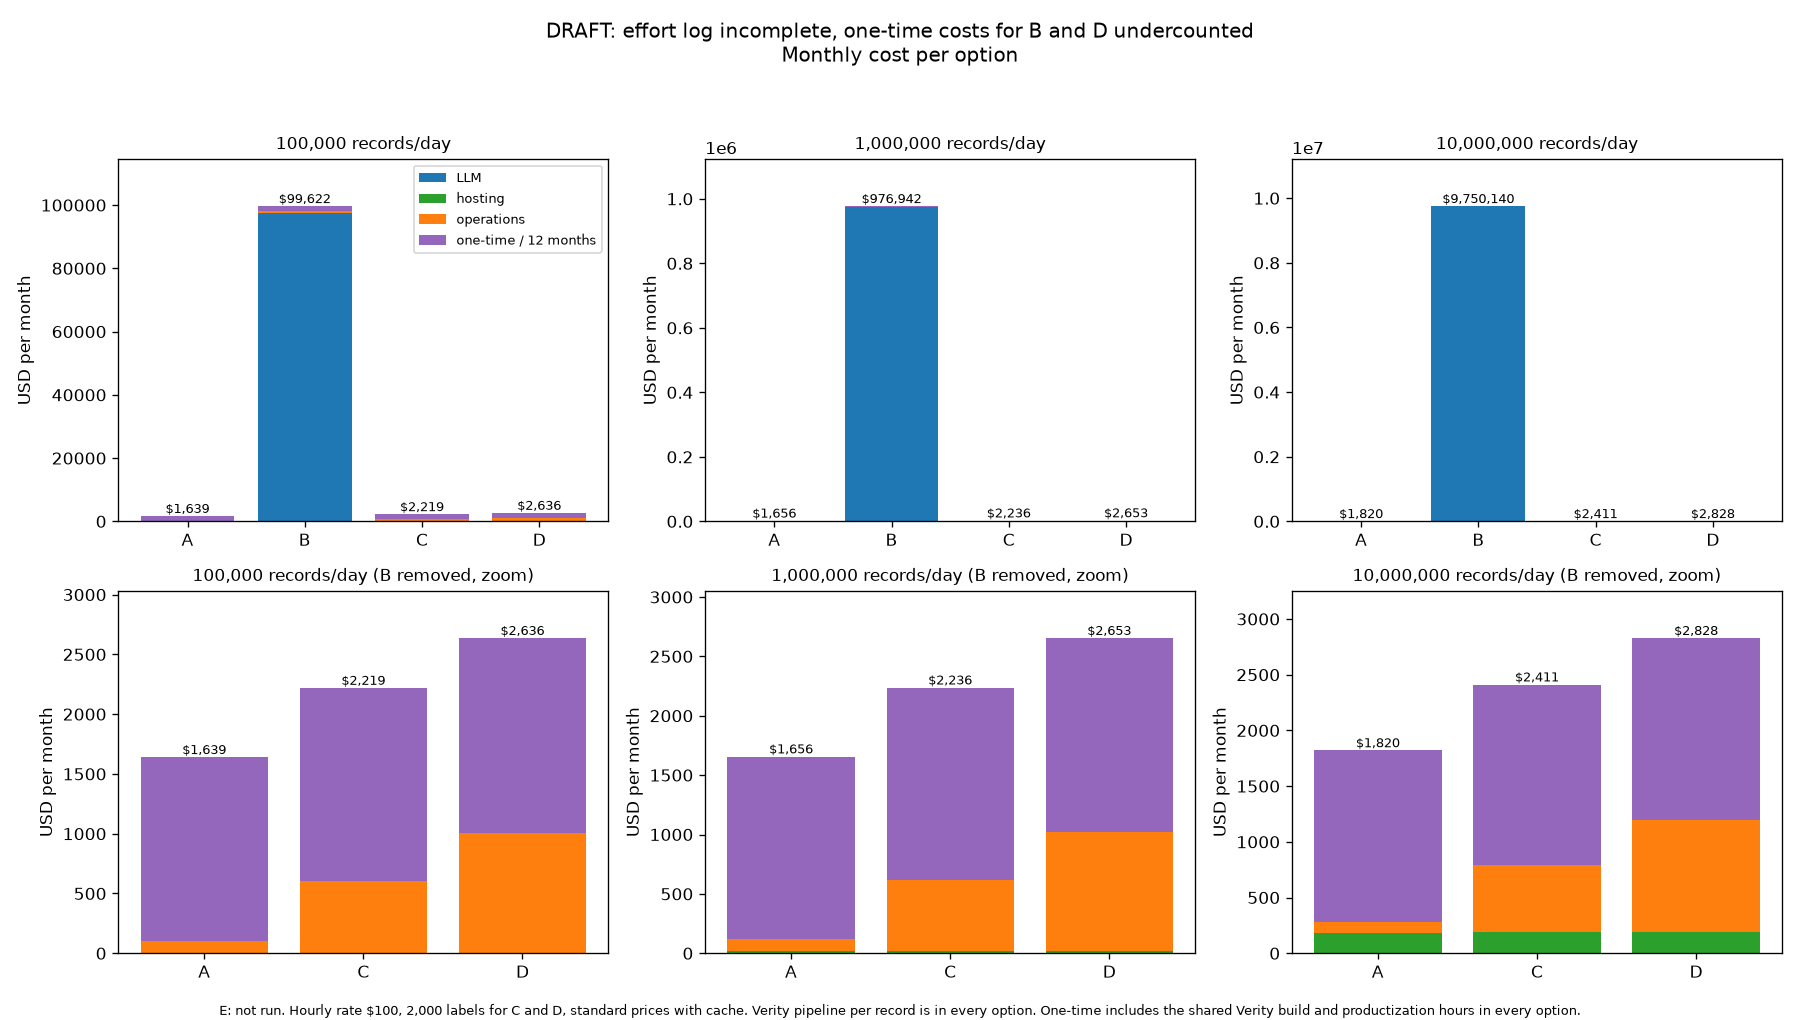 DRAFT: effort log incomplete, one-time costs for B and D undercounted
Monthly cost per option
100,000 records/day
USD per month
100000
80000
60000
40000
20000
0
$1,639
$99,622
$2,219
$2,636
LLM
hosting
operations
one-time / 12 months
A
B
C
D
1,000,000 records/day
1e6
USD per month
1.0
0.8
0.6
0.4
0.2
0.0
$1,656
$976,942
$2,236
$2,653
A
B
C
D
10,000,000 records/day
1e7
USD per month
1.0
0.8
0.6
0.4
0.2
0.0
$1,820
$9,750,140
$2,411
$2,828
A
B
C
D
100,000 records/day (B removed, zoom)
USD per month
3000
2500
2000
1500
1000
500
0
$1,639
$2,219
$2,636
A
C
D
1,000,000 records/day (B removed, zoom)
USD per month
3000
2500
2000
1500
1000
500
0
$1,656
$2,236
$2,653
A
C
D
10,000,000 records/day (B removed, zoom)
USD per month
3000
2500
2000
1500
1000
500
0
$1,820
$2,411
$2,828
A
C
D
E: not run. Hourly rate $100, 2,000 labels for C and D, standard prices with cache. Verity pipeline per record is in every option. One-time includes the shared Verity build and productization hours in every option.